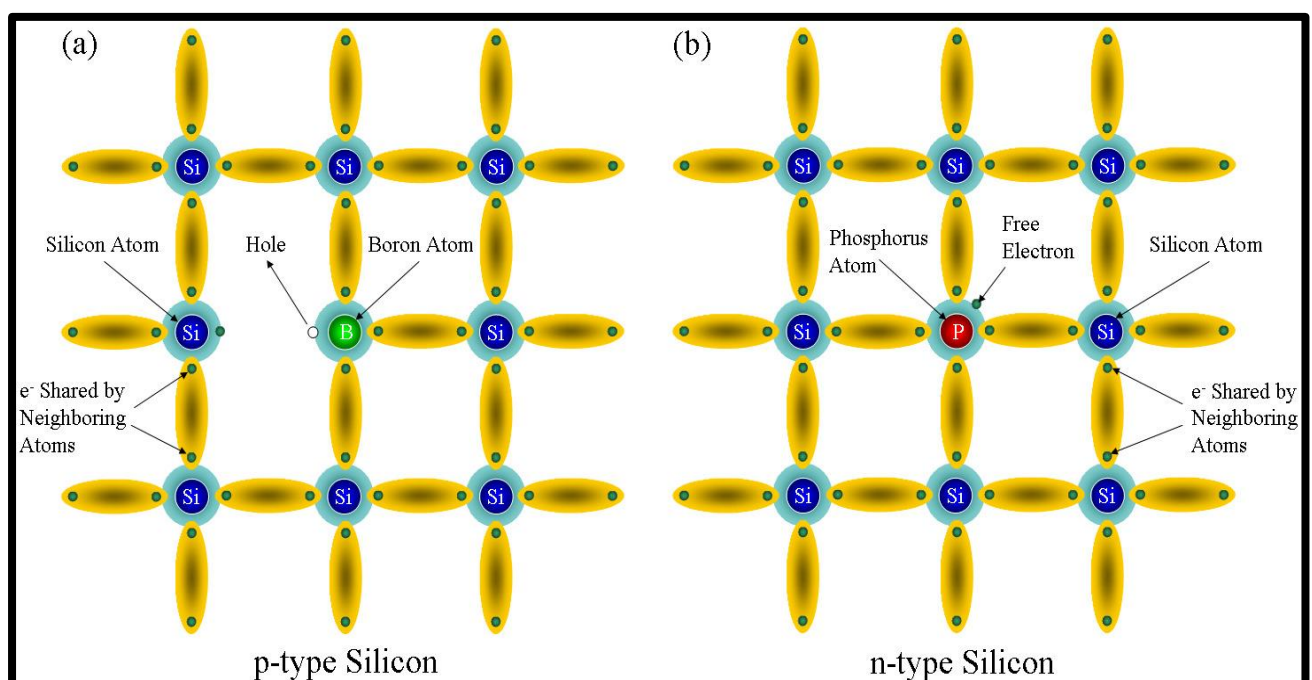 (a)
Si Si Si
Silicon Atom
Hole
Boron Atom
Si B Si
e- Shared by
Neighboring
Atoms
Si Si Si
p-type Silicon
(b)
Si Si Si
Phosphorus
Atom
Free
Electron
Silicon Atom
Si P Si
e- Shared by
Neighboring
Atoms
Si Si Si
n-type Silicon